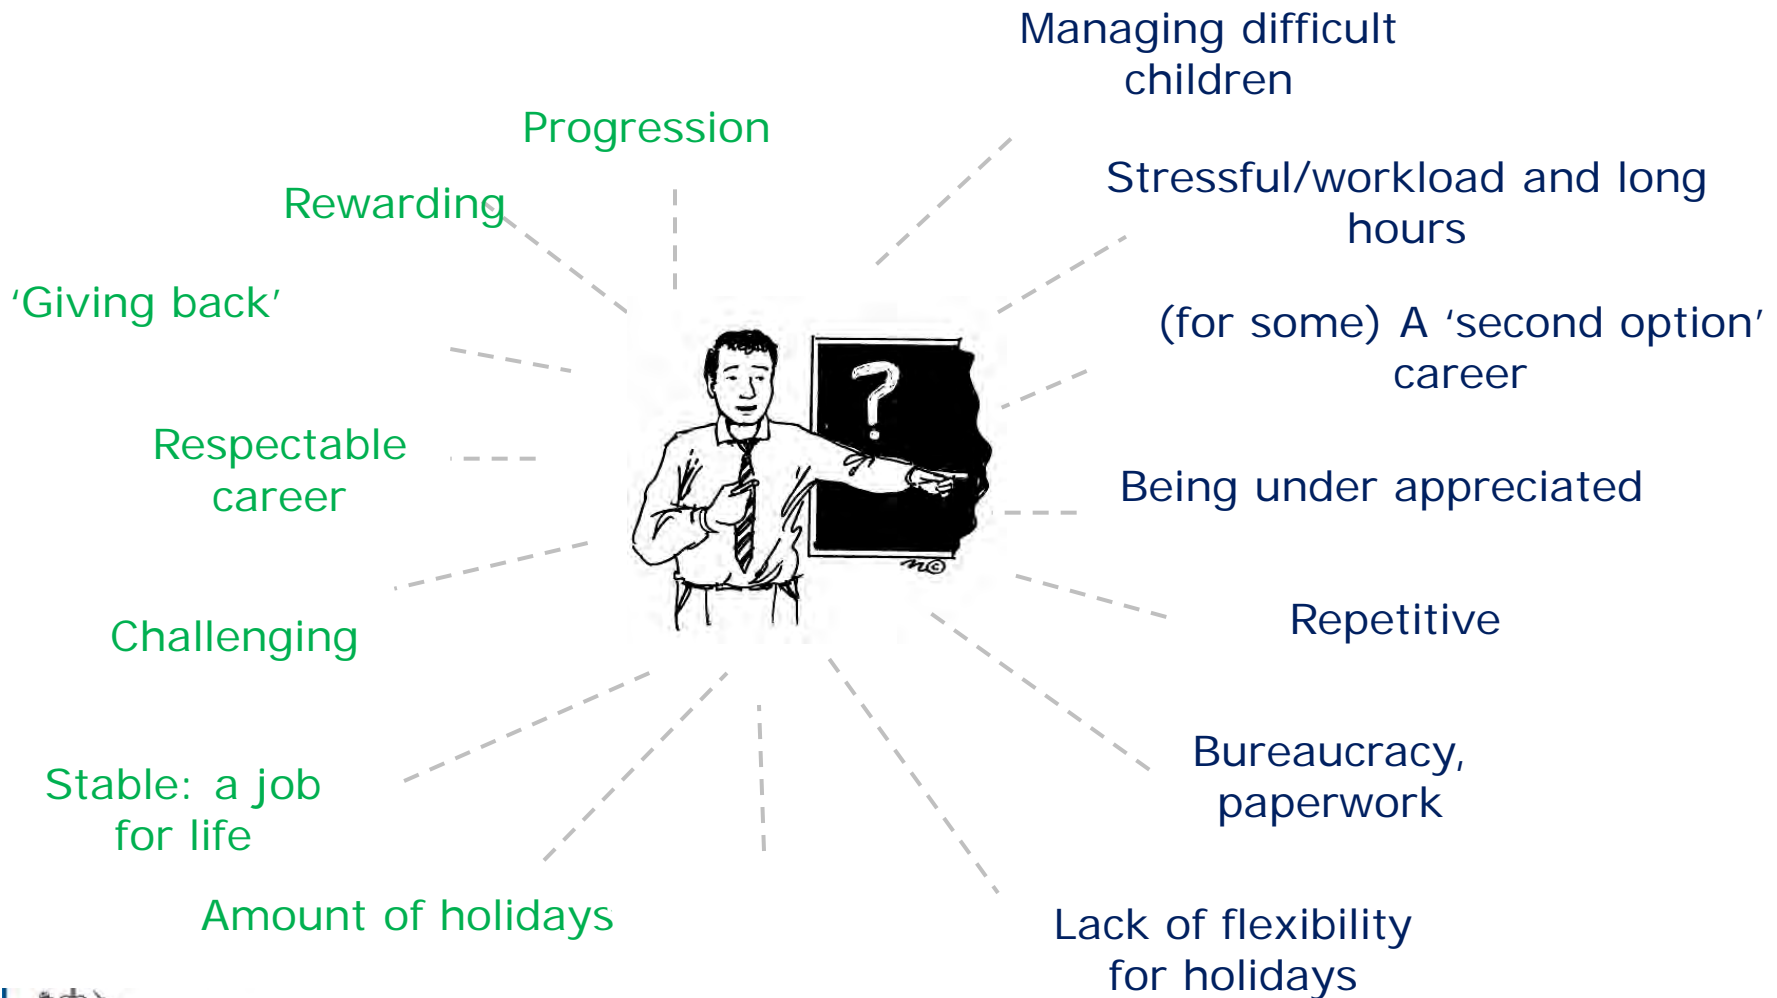 Managing difficult
children
Progression
Stressful/workload and long
hours
Rewarding
‘Giving back’
(for some) A ‘second option’
career
?
Respectable
career
Being under appreciated
Challenging
Repetitive
Bureaucracy,
paperwork
Stable: a job
for life
Amount of holidays
Lack of flexibility
for holidays